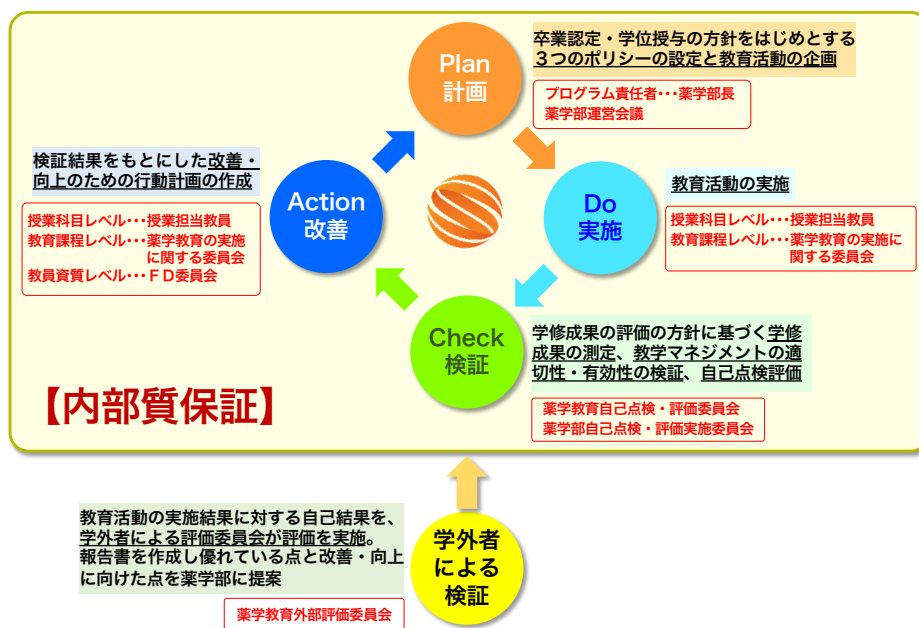 Plan
計画
卒業認定・学位授与の方針をはじめとする
３つのポリシーの設定と教育活動の企画
プログラム責任者･･･薬学部長
薬学部運営会議
検証結果をもとにした改善・
向上のための行動計画の作成
授業科目レベル･･･授業担当教員
教育課程レベル･･･薬学教育の実施
に関する委員会
教員資質レベル･･･ＦＤ委員会
Action
改善
Do
実施
教育活動の実施
授業科目レベル･･･授業担当教員
教育課程レベル･･･薬学教育の実施に
関する委員会
Check
検証
学修成果の評価の方針に基づく学修
成果の測定、教学マネジメントの適
切性・有効性の検証、自己点検評価
薬学教育自己点検・評価委員会
薬学部自己点検・評価実施委員会
【内部質保証】
教育活動の実施結果に対する自己結果を、
学外者による評価委員会が評価を実施。
報告書を作成し優れている点と改善・向上
に向けた点を薬学部に提案
薬学教育外部評価委員会
学外者
による
検証